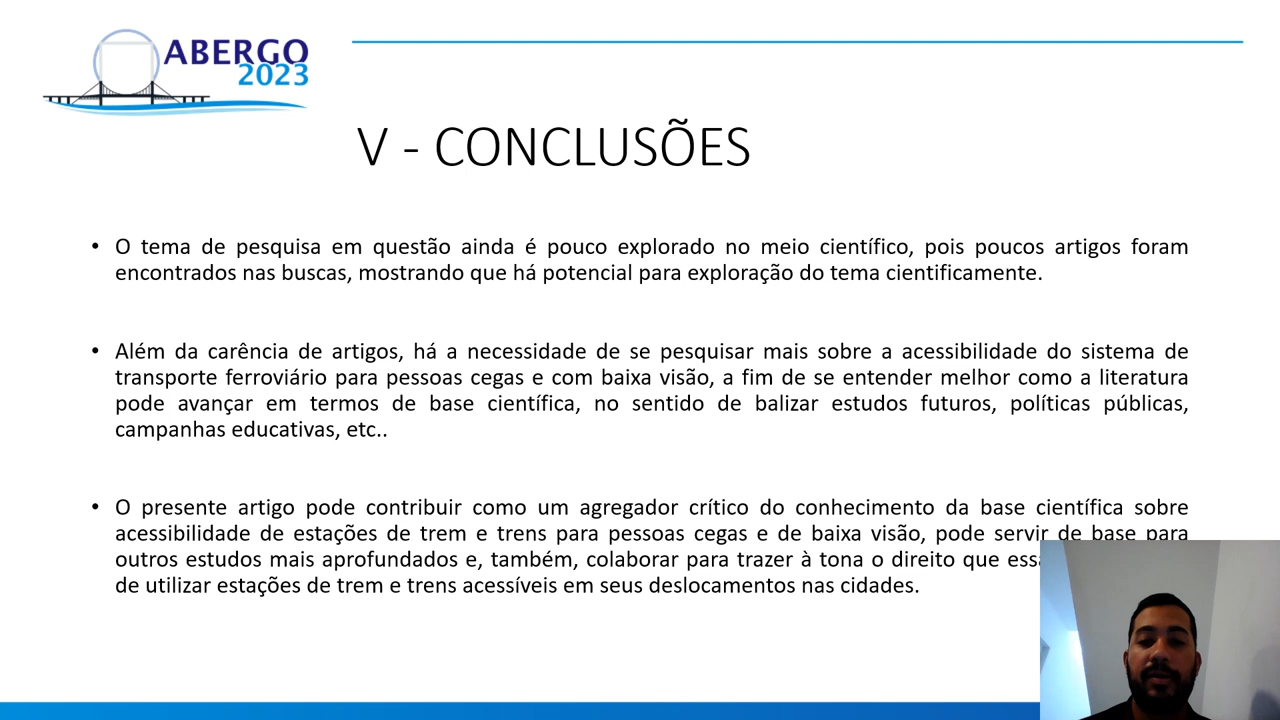 ABERGO
2023
V - CONCLUSÕES
• O tema de pesquisa em questão ainda é pouco explorado no meio científico, pois poucos artigos foram
encontrados nas buscas, mostrando que há potencial para exploração do tema cientificamente.
• Além da carência de artigos, há a necessidade de se pesquisar mais sobre a acessibilidade do sistema de
transporte ferroviário para pessoas cegas e com baixa visão, a fim de se entender melhor como a literatura
pode avançar em termos de base científica, no sentido de balizar estudos futuros, políticas públicas,
campanhas educativas, etc..
• O presente artigo pode contribuir como um agregador crítico do conhecimento da base científica sobre
acessibilidade de estações de trem e trens para pessoas cegas e de baixa visão, pode servir de base para
outros estudos mais aprofundados e, também, colaborar para trazer à tona o direito que
de utilizar estações de trem e trens acessíveis em seus deslocamentos nas cidades.